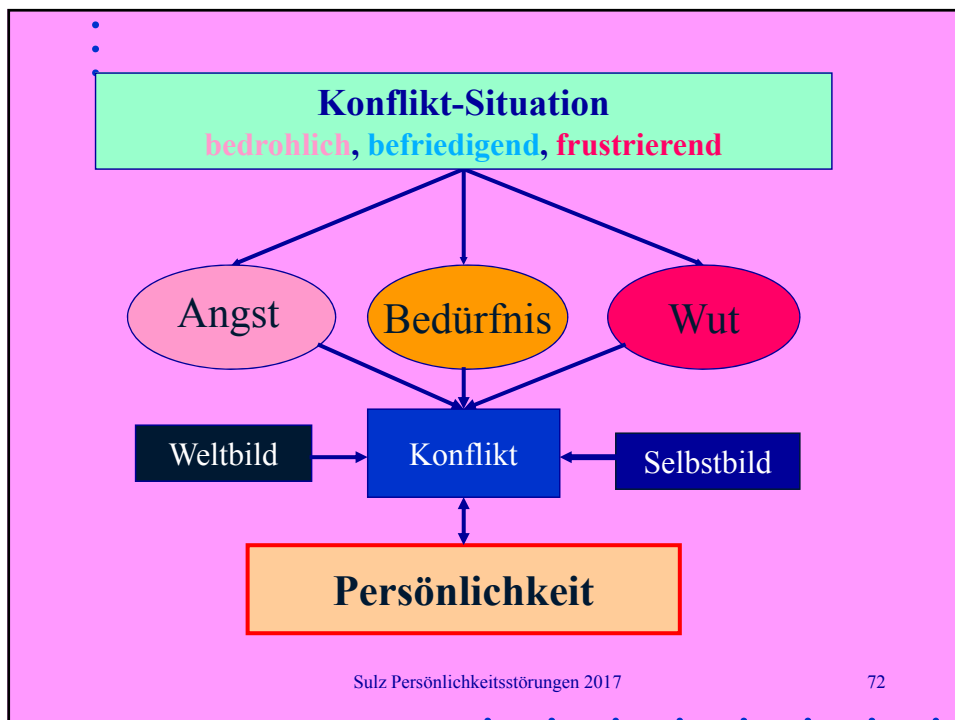 Konflikt-Situation
bedrohlich, befriedigend, frustrierend
Angst
Bedürfnis
Wut
Weltbild
Konflikt
Selbstbild
Persönlichkeit
Sulz Persönlichkeitsstörungen 2017
72